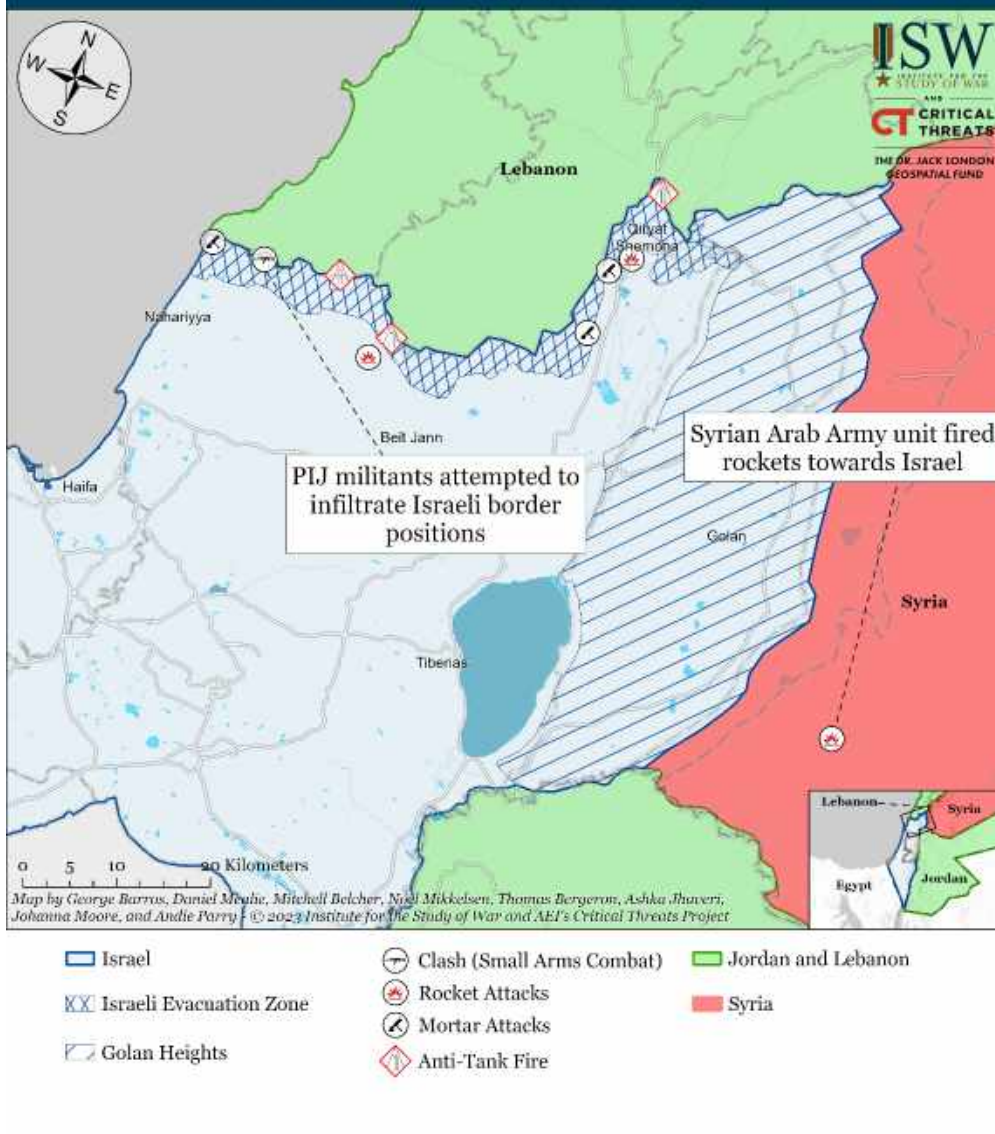 N
W
E
S
ISW
INSTITUTE FOR THE
STUDY OF WAR
AND
CT CRITICAL
THREATS
THE DR. JACK LONDON
GEOSPATIAL FUND
Lebanon
Qiryat
Shemona
Nahariyya
Beit Jann
Syrian Arab Army unit fired
rockets towards Israel
PIJ militants attempted to
infiltrate Israeli border
positions
Haifa
Golan
Syria
Tiberias
Lebanon
Syria
Egypt
Jordan
0 5 10 20 Kilometers
Map by George Barros, Daniel Mealie, Mitchell Belcher, Noel Mikkelsen, Thomas Bergeron, Ashka Jhaveri,
Johanna Moore, and Andie Parry - © 2023 Institute for the Study of War and AEI's Critical Threats Project
Israel
Israeli Evacuation Zone
Golan Heights
Clash (Small Arms Combat)
Rocket Attacks
Mortar Attacks
Anti-Tank Fire
Jordan and Lebanon
Syria